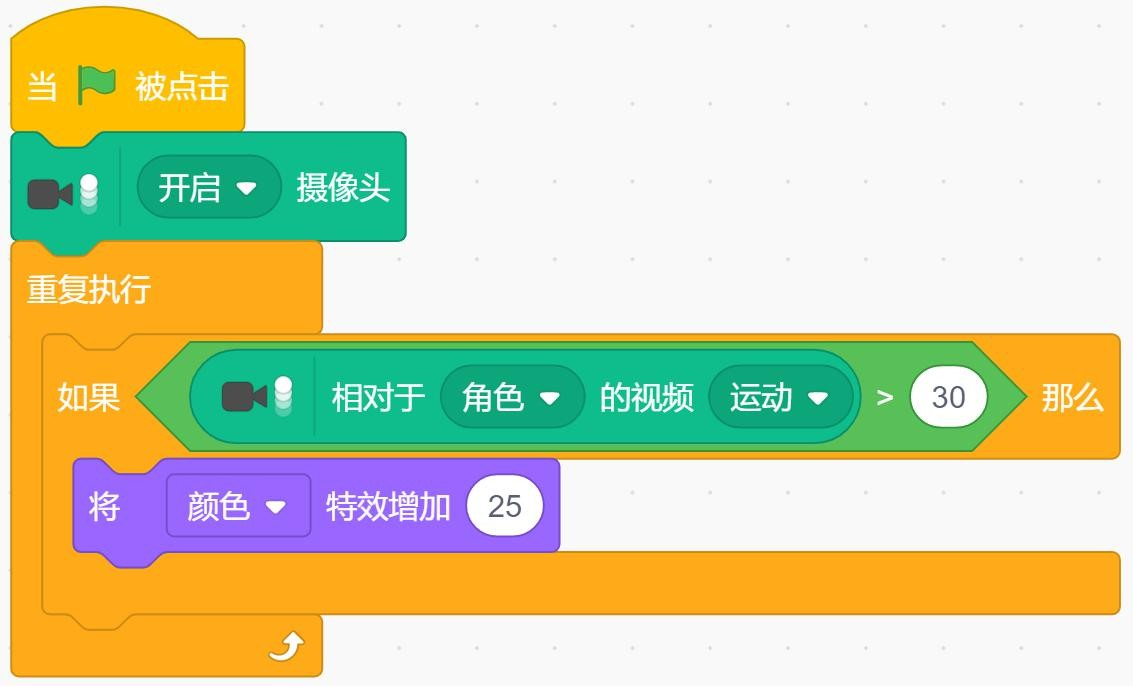 当 被点击
开启 摄像头
重复执行
如果 相对于 角色 的视频 运动 > 30 那么
将 颜色 特效增加 25